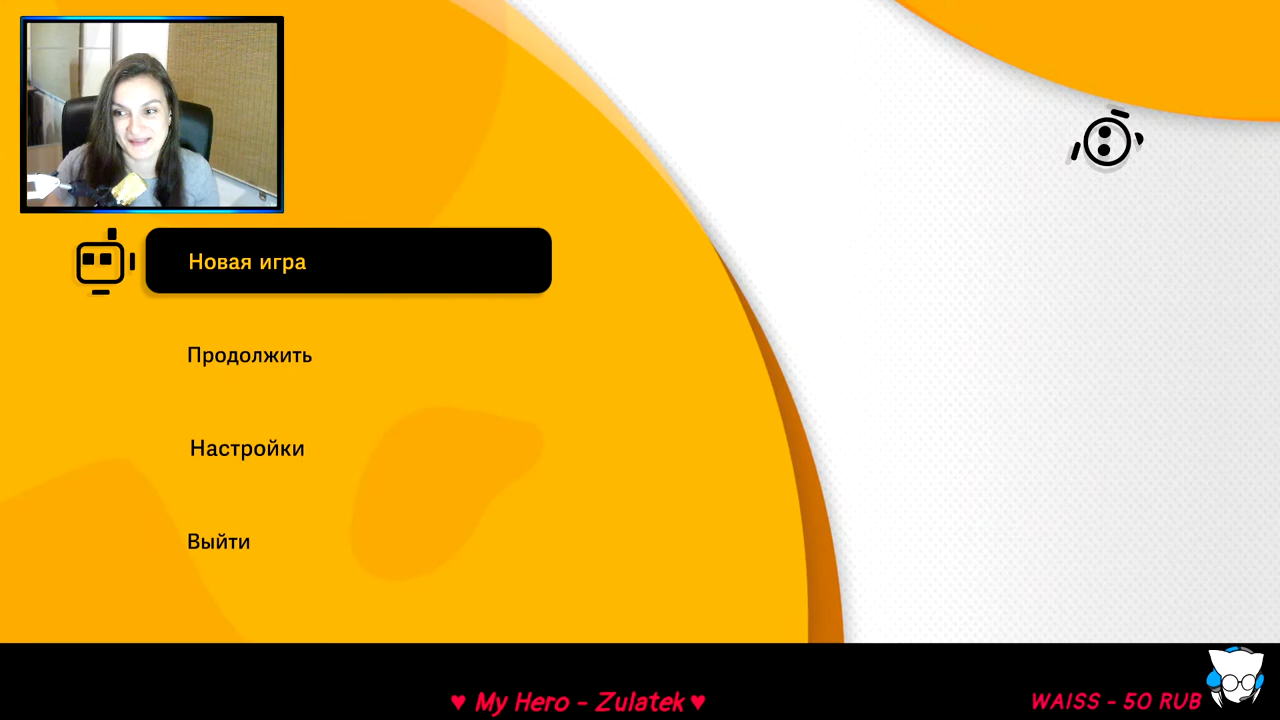 Новая игра
Продолжить
Настройки
Выйти
♥ My Hero - Zulatek ♥
WAISS - 50 RUB